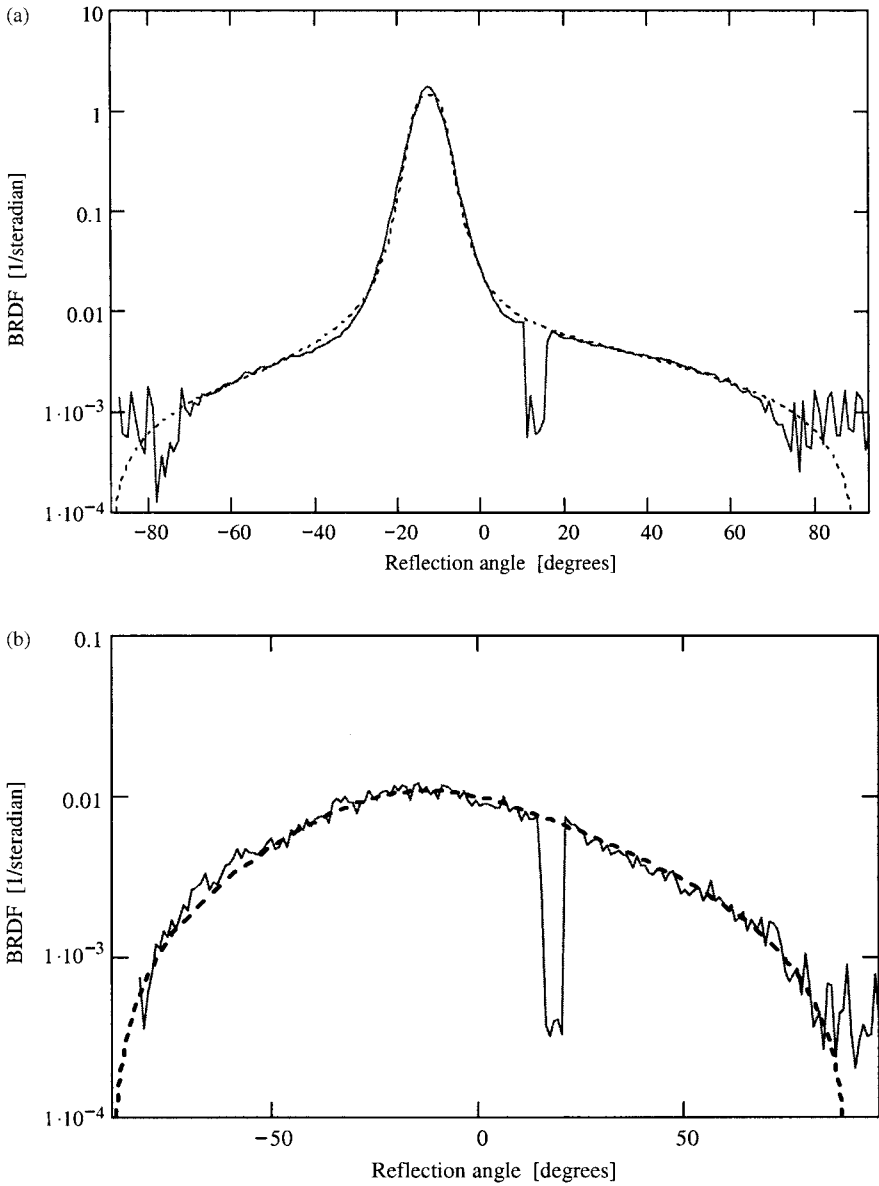 (a)
10
1
0.1
0.01
1·10⁻³
1·10⁻⁴
BRDF [1/steradian]
−80 −60 −40 −20 0 20 40 60 80
Reflection angle [degrees]
(b)
0.1
0.01
1·10⁻³
1·10⁻⁴
BRDF [1/steradian]
−50 0 50
Reflection angle [degrees]